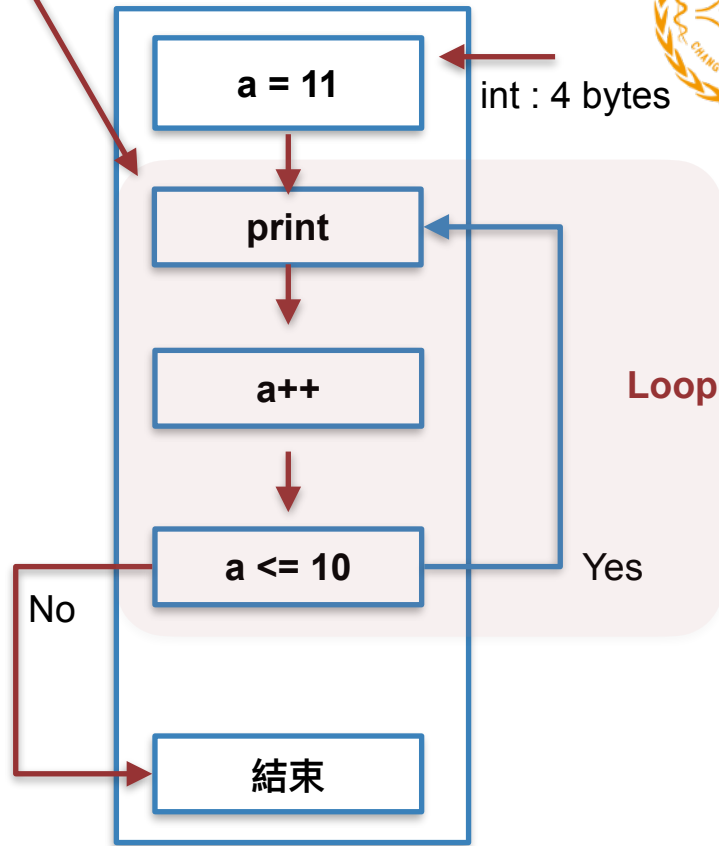 a = 11
int : 4 bytes
print
a++
Loop
a <= 10
Yes
No
結束